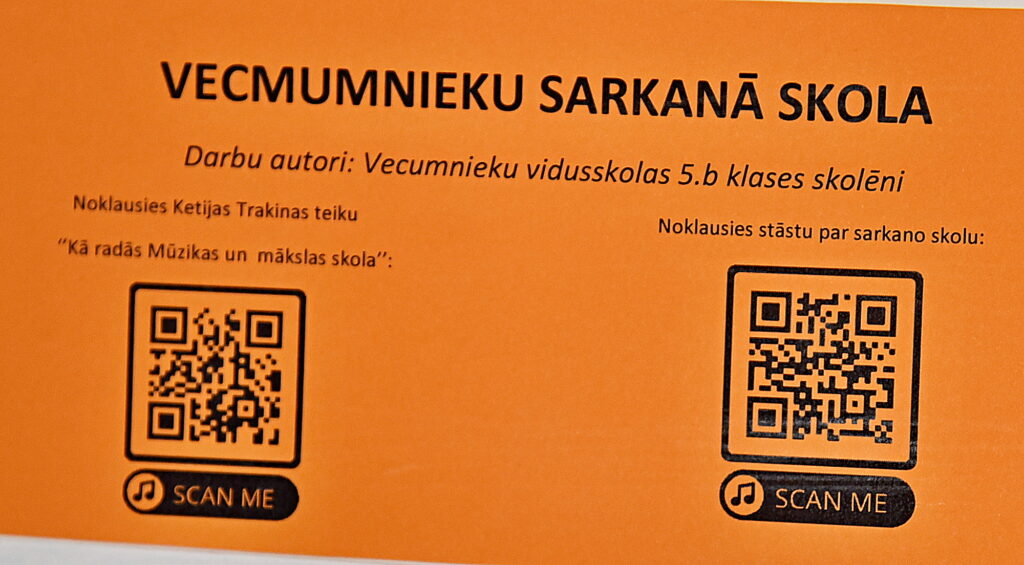 VECMUMNIEKU SARKANĀ SKOLA
Darbu autori: Vecumnieku vidusskolas 5.b klases skolēni
Noklausies Ketijas Trakinas teiku
‘‘Kā radās Mūzikas un mākslas skola’’:
SCAN ME
Noklausies stāstu par sarkano skolu:
SCAN ME